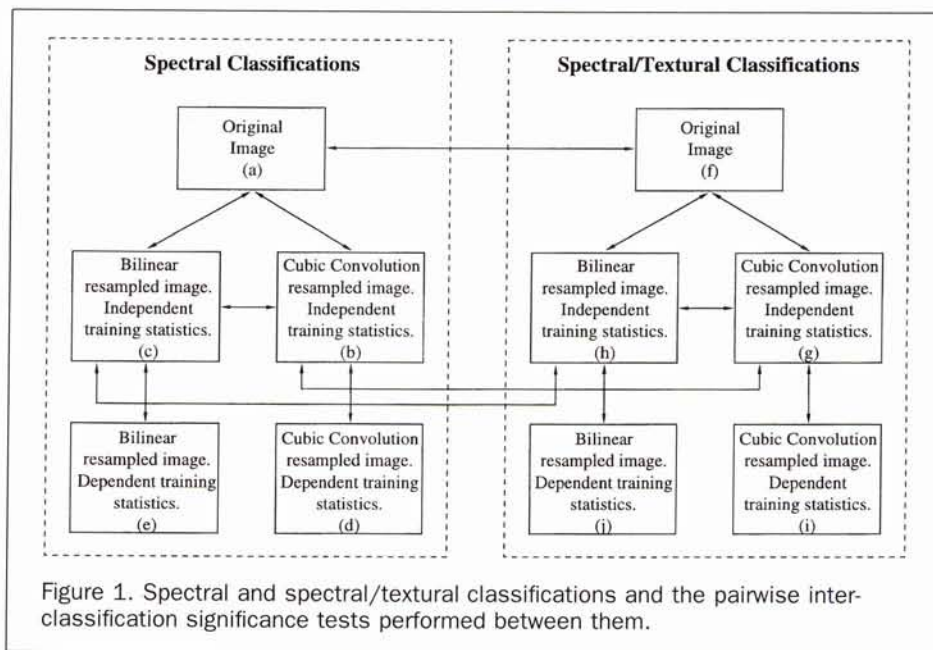 Spectral Classifications
Original
Image
(a)
Bilinear
resampled image.
Independent
training statistics.
(c)
Cubic Convolution
resampled image.
Independent
training statistics.
(b)
Bilinear
resampled image.
Dependent training
statistics.
(e)
Cubic Convolution
resampled image.
Dependent training
statistics.
(d)
Spectral/Textural Classifications
Original
Image
(f)
Bilinear
resampled image.
Independent
training statistics.
(h)
Cubic Convolution
resampled image.
Independent
training statistics.
(g)
Bilinear
resampled image.
Dependent training
statistics.
(j)
Cubic Convolution
resampled image.
Dependent
training statistics.
(i)
Figure 1. Spectral and spectral/textural classifications and the pairwise inter-
classification significance tests performed between them.